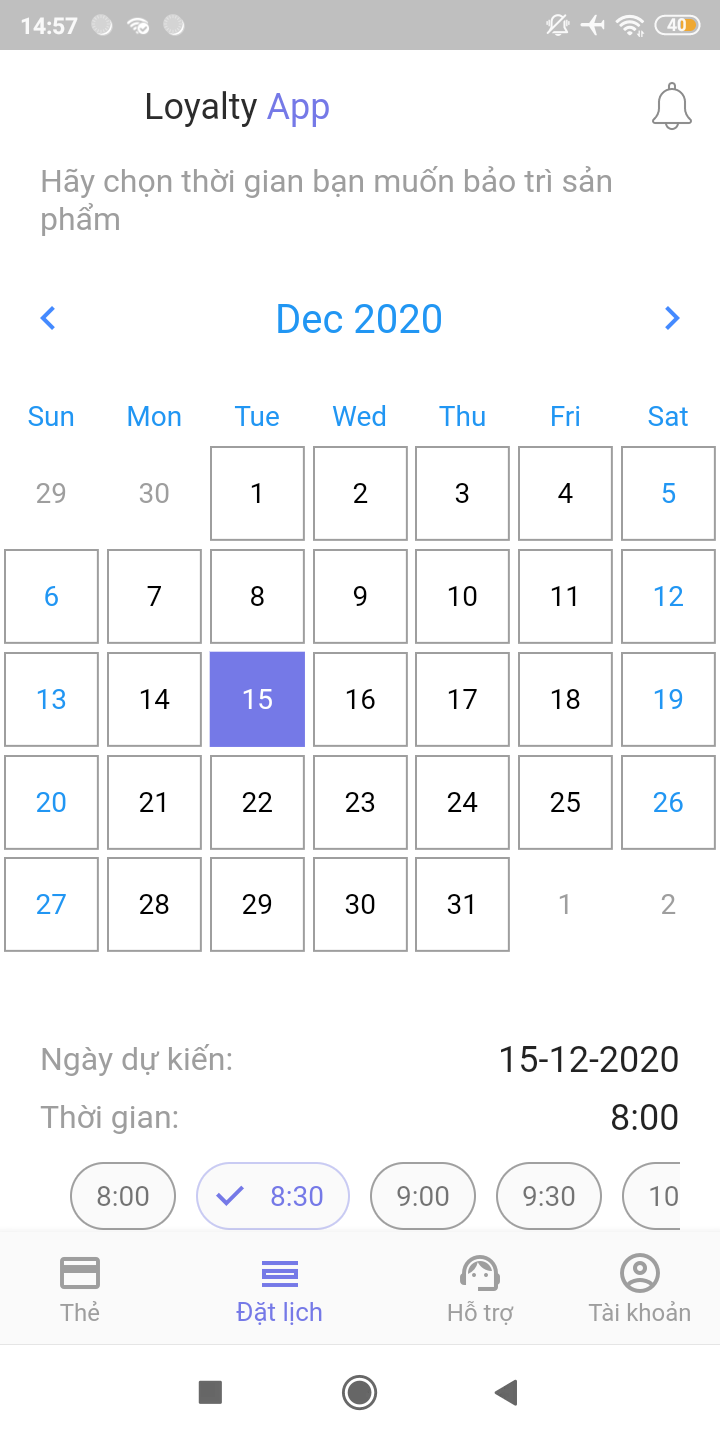 14:57
40
Loyalty App
Hãy chọn thời gian bạn muốn bảo trì sản
phẩm
Dec 2020
Sun Mon Tue Wed Thu Fri Sat
29 30 1 2 3 4 5
6 7 8 9 10 11 12
13 14 15 16 17 18 19
20 21 22 23 24 25 26
27 28 29 30 31 1 2
Ngày dự kiến: 15-12-2020
Thời gian: 8:00
8:00 8:30 9:00 9:30 10
Thẻ Đặt lịch Hỗ trợ Tài khoản